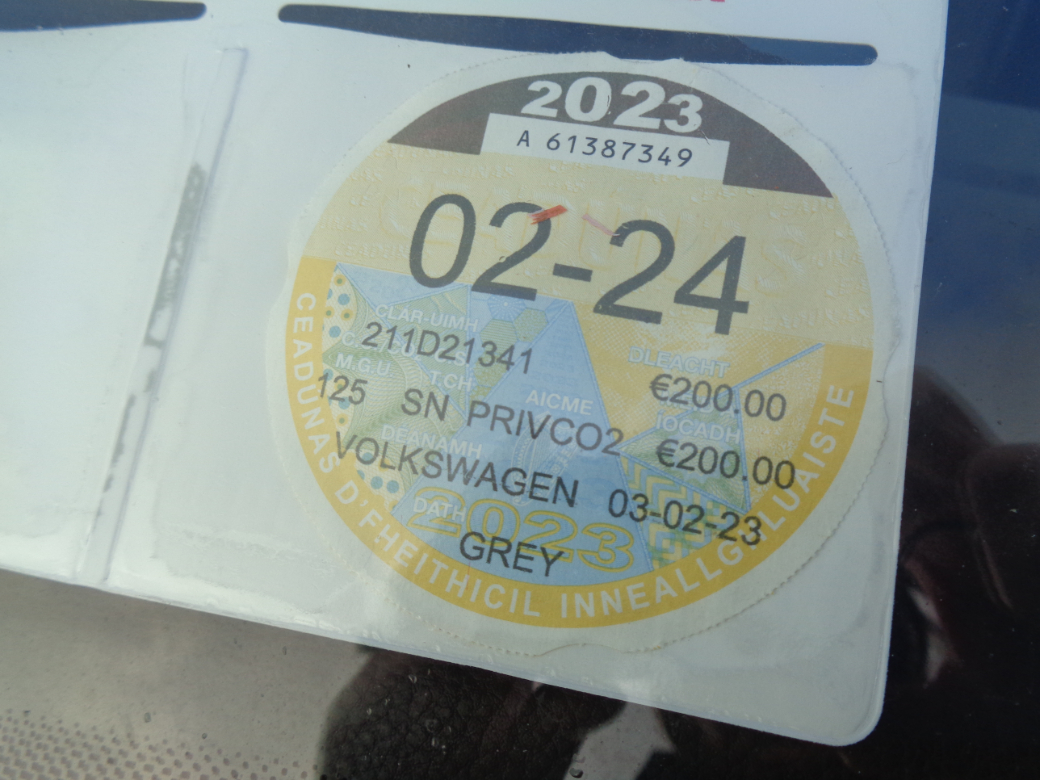 2023
A 61387349
02-24
CLAR-UIMH
211D21341
DLEACHT
€200.00
M.G.U T.CH
125 SN PRIVCO2
AICME
IOCADH
€200.00
DEANAMH
VOLKSWAGEN 03-02-23
DATH
2023
GREY
CEADUNAS D'FHEITHICIL INNEALLGHLUAISTE